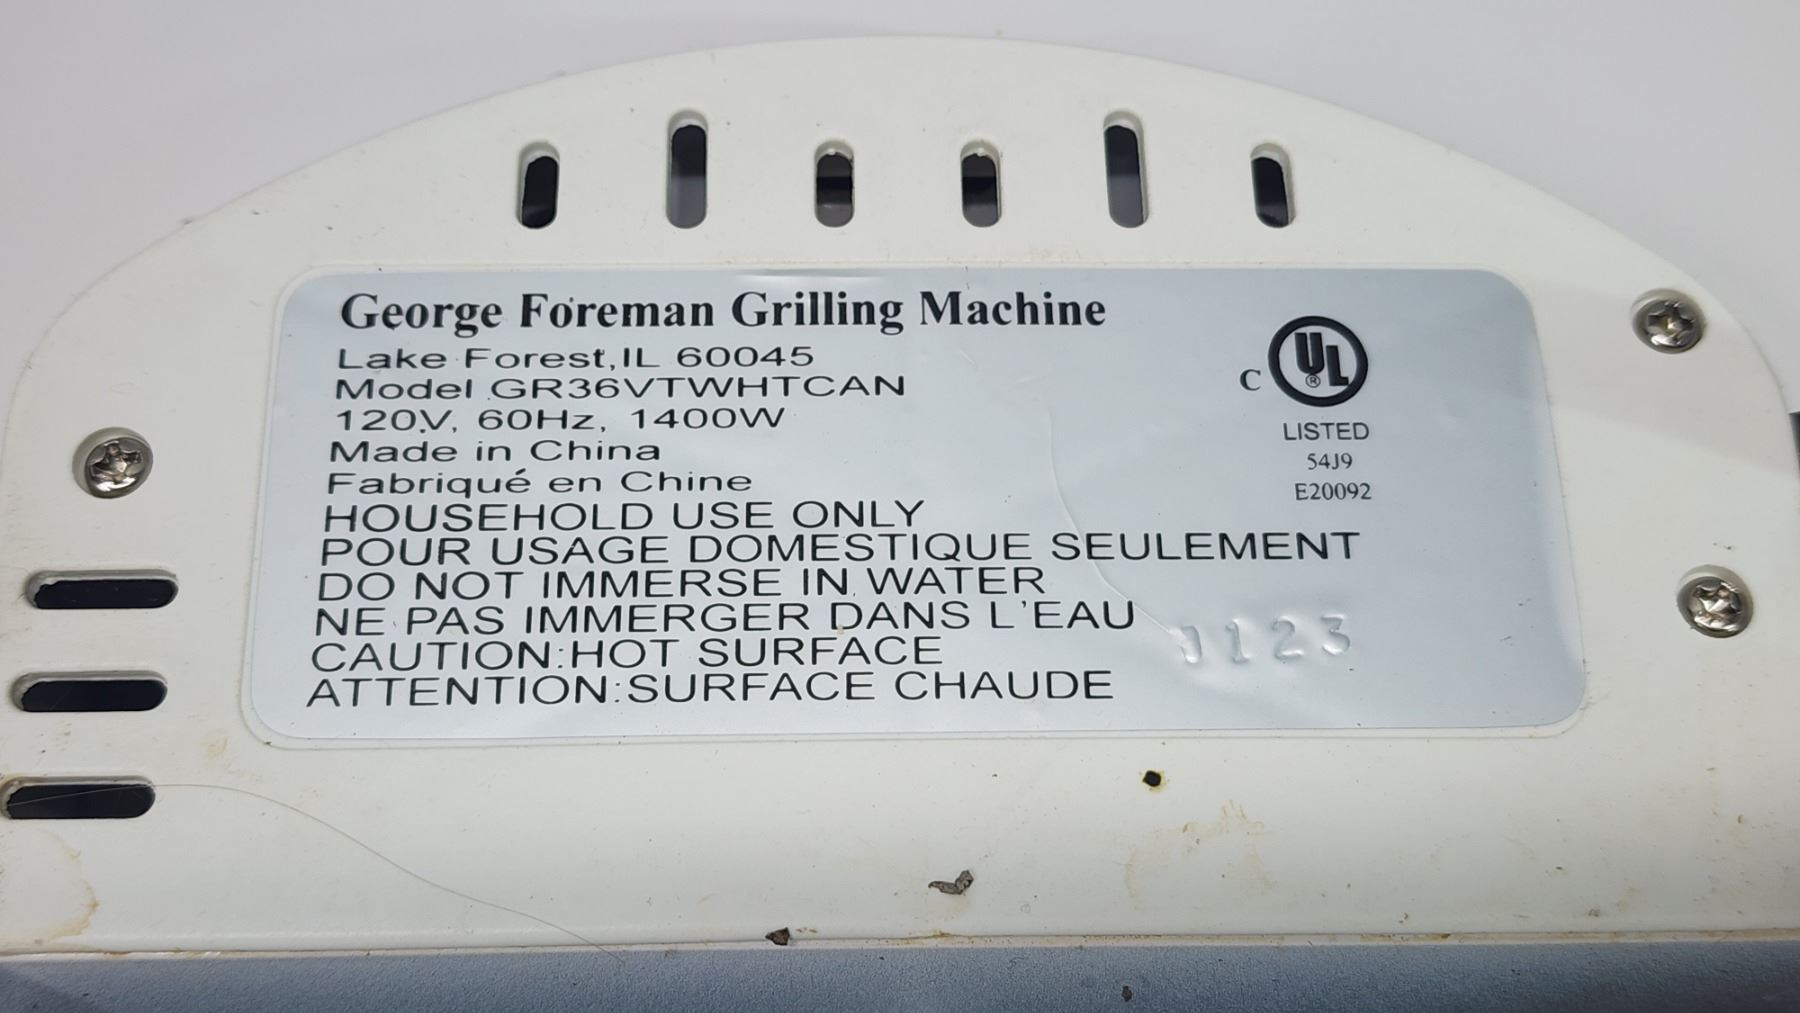 George Foreman Grilling Machine
Lake Forest, IL 60045
Model GR36VTWHTCAN
120V, 60Hz, 1400W
Made in China
Fabriqué en Chine
HOUSEHOLD USE ONLY
POUR USAGE DOMESTIQUE SEULEMENT
DO NOT IMMERSE IN WATER
NE PAS IMMERGER DANS L'EAU
CAUTION:HOT SURFACE
ATTENTION:SURFACE CHAUDE
C UL ®
LISTED
54J9
E20092
J123